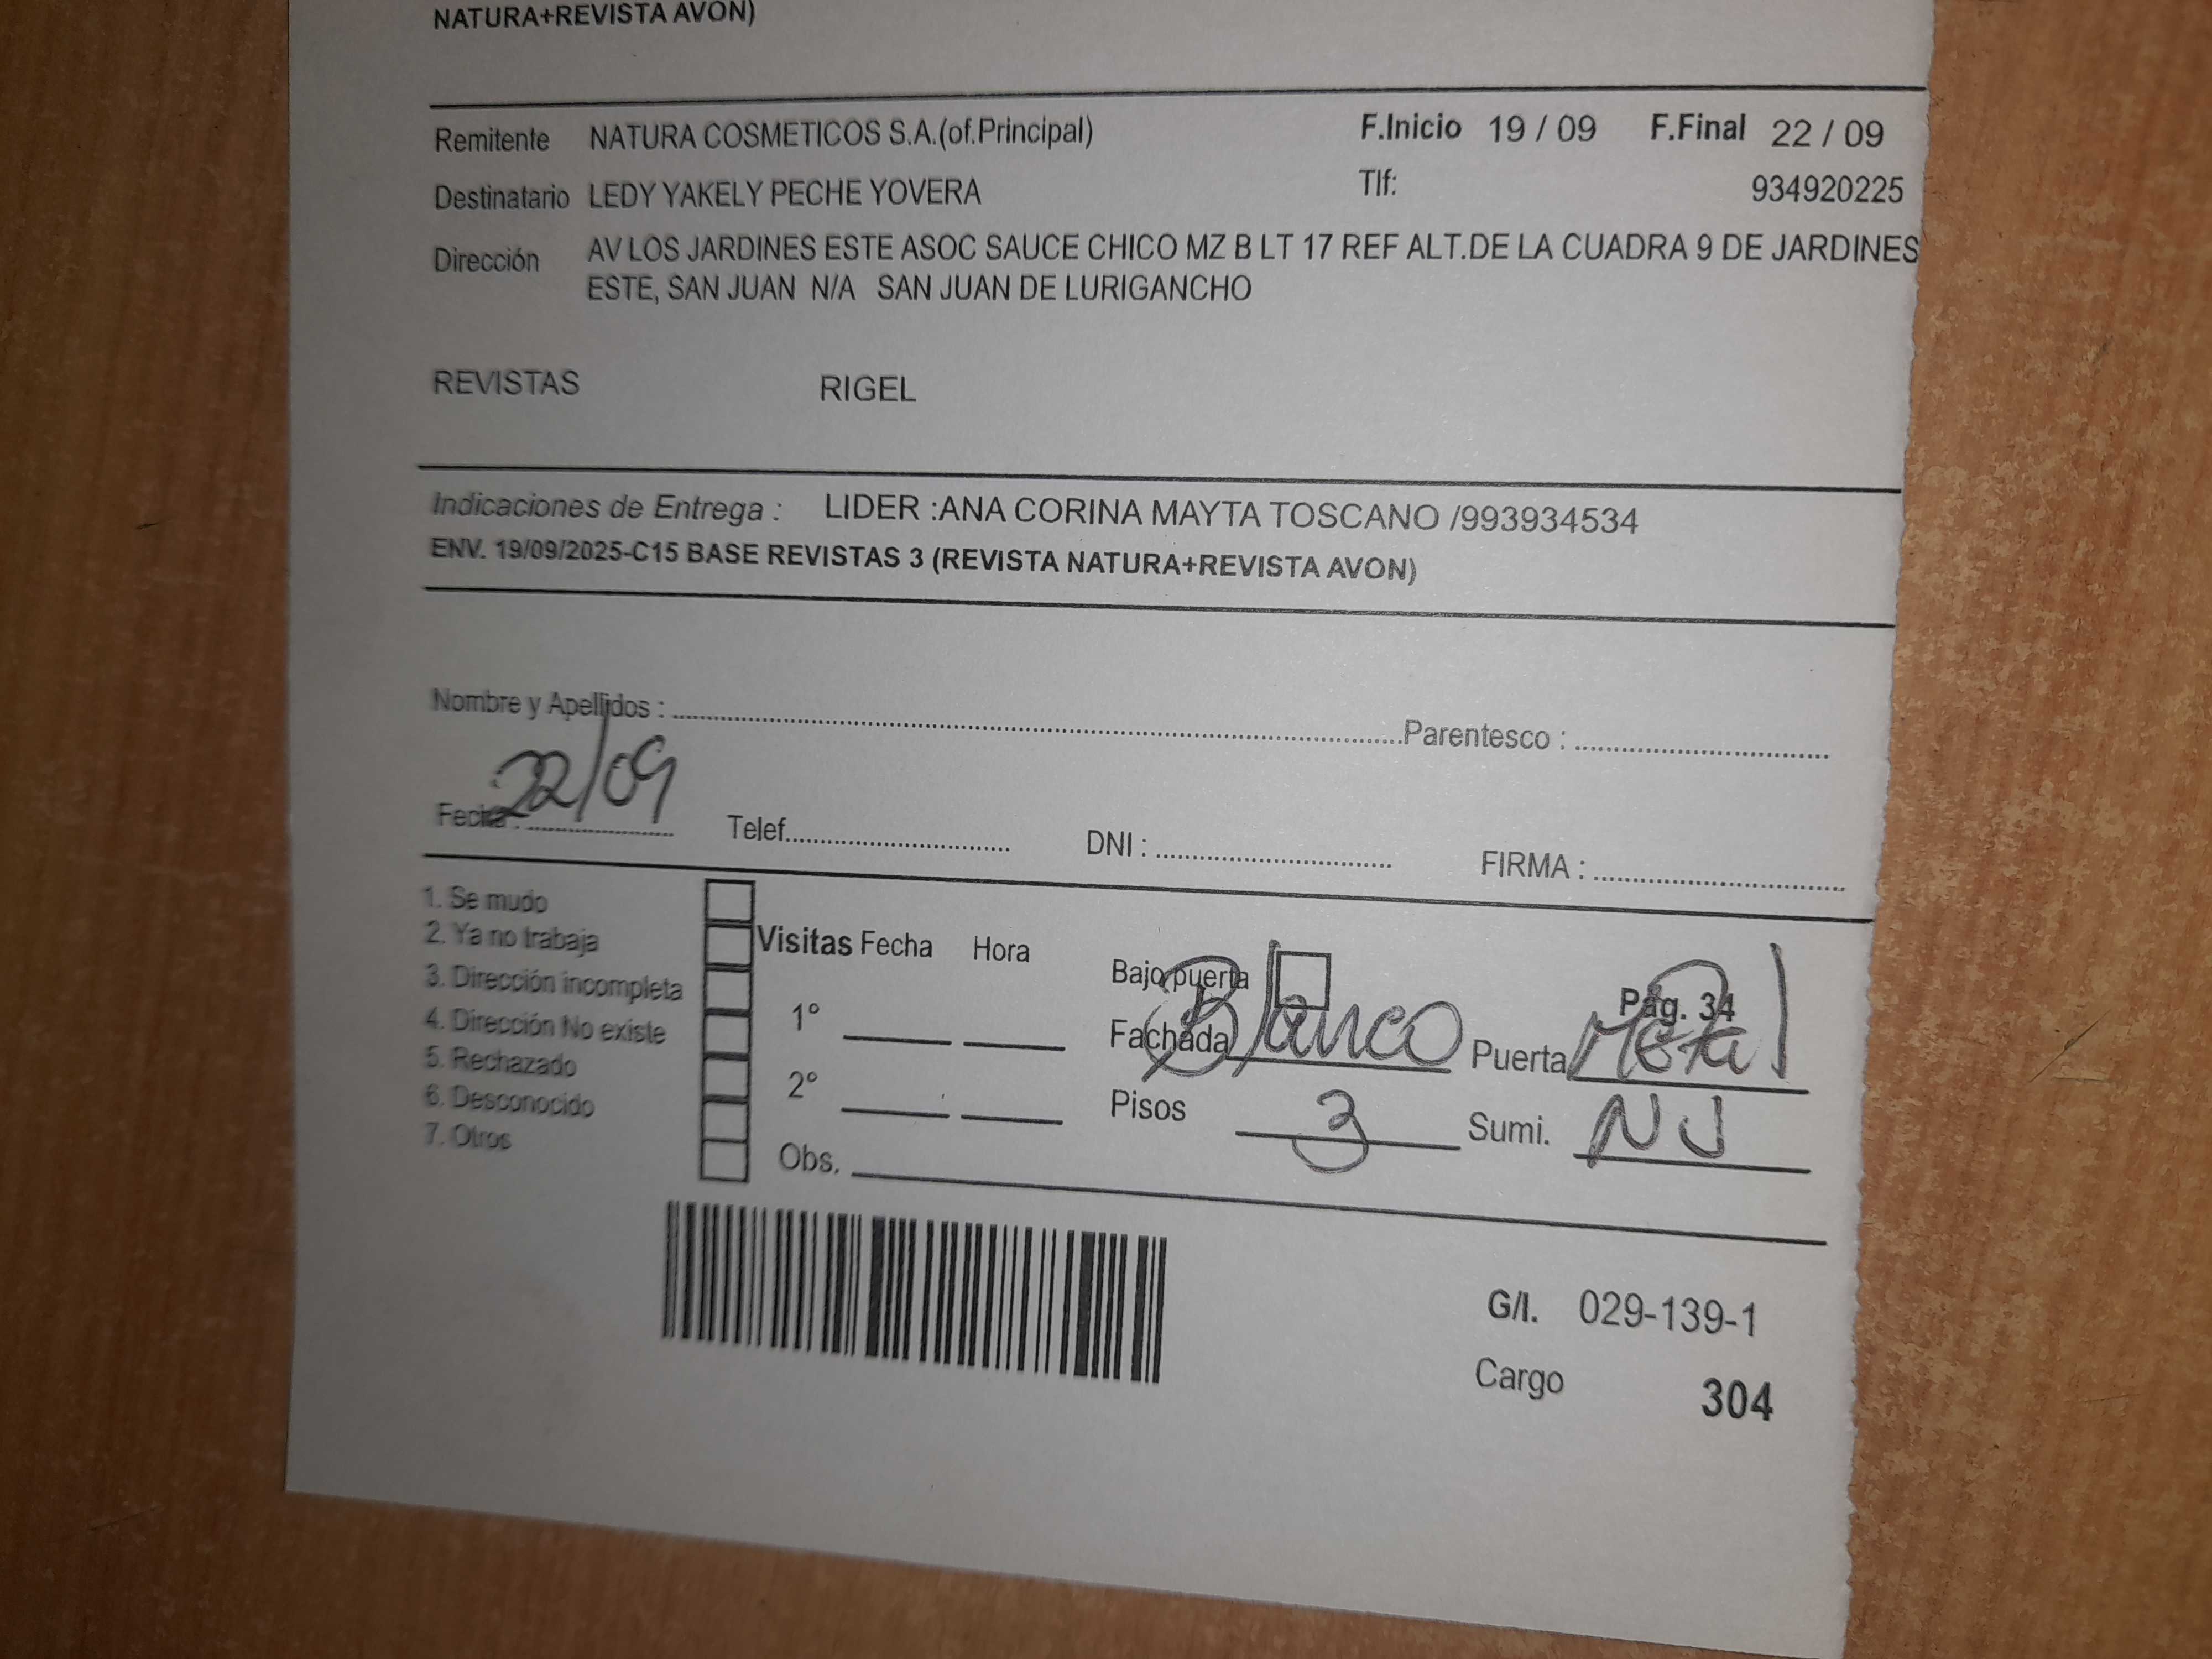 NATURA+REVISTA AVON)
Remitente NATURA COSMETICOS S.A.(of.Principal) F.Inicio 19 / 09 F.Final 22 / 09
Destinatario LEDY YAKELY PECHE YOVERA Tlf: 934920225
Dirección AV LOS JARDINES ESTE ASOC SAUCE CHICO MZ B LT 17 REF ALT.DE LA CUADRA 9 DE JARDINES
ESTE, SAN JUAN N/A SAN JUAN DE LURIGANCHO
REVISTAS RIGEL
Indicaciones de Entrega : LIDER :ANA CORINA MAYTA TOSCANO /993934534
ENV. 19/09/2025-C15 BASE REVISTAS 3 (REVISTA NATURA+REVISTA AVON)
Nombre y Apellidos : Parentesco :
Fecha : 22/09 Telef. DNI : FIRMA :
1. Se mudo
2. Ya no trabaja
3. Dirección incompleta
4. Dirección No existe
5. Rechazado
6. Desconocido
7. Otros
Visitas Fecha Hora
1°
2°
Obs.
Bajo puerta Pág. 34
Fachada Blanco Puerta Metal
Pisos 3 Sumi.
G/I. 029-139-1
Cargo 304